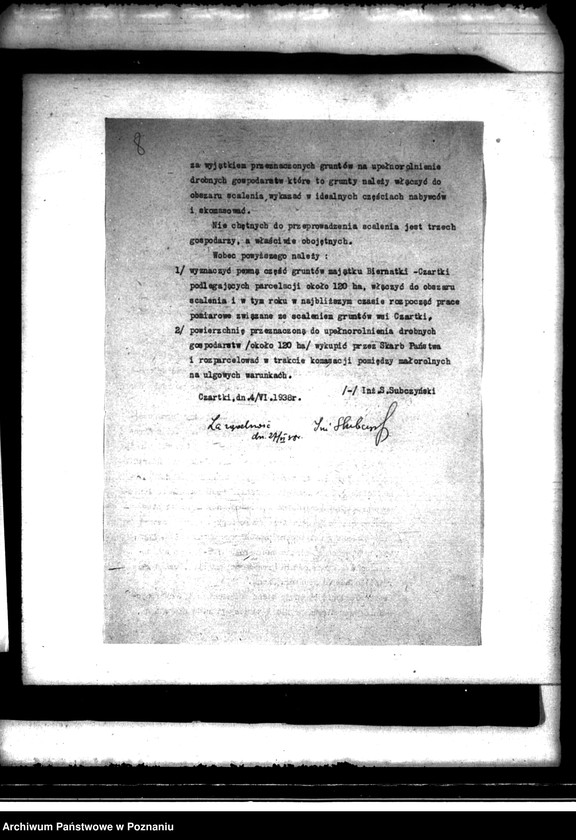 8
za wyjątkiem przeznaczonych gruntów na upełnorolnienie
drobnych gospodarstw które to grunty należy włączyć do
obszaru scalenia, wykazać w idealnych częściach nabywców
i skomasować.
Nie chętnych do przeprowadzenia scalenia jest trzech
gospodarzy, a właściwie obojętnych.
Wobec powyższego należy :
1/ wyznaczyć pewną część gruntów majątku Biernatki -Czartki
podlegających parcelacji około 120 ha, włączyć do obszaru
scalenia i w tym roku w najbliższym czasie rozpocząć prace
pomiarowe związane ze scaleniem gruntów wsi Czartki,
2/ powierzchnię przeznaczoną do upełnorolnienia drobnych
gospodarstw /około 120 ha/ wykupić przez Skarb Państwa
i rozparcelować w trakcie komasacji pomiędzy małorolnych
na ulgowych warunkach.
/-/ Inż.S.Subczyński
Czartki,dn.4/VI.1938r.
Za zgodność
Inż
dn.
Archiwum Państwowe w Poznaniu